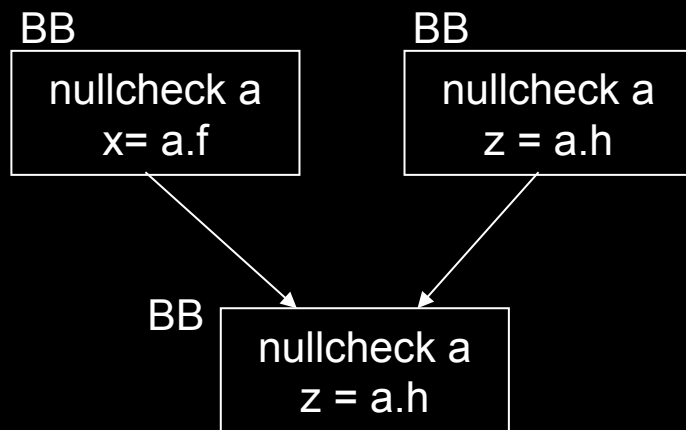 BB
nullcheck a
x= a.f
BB
nullcheck a
z = a.h
BB
nullcheck a
z = a.h